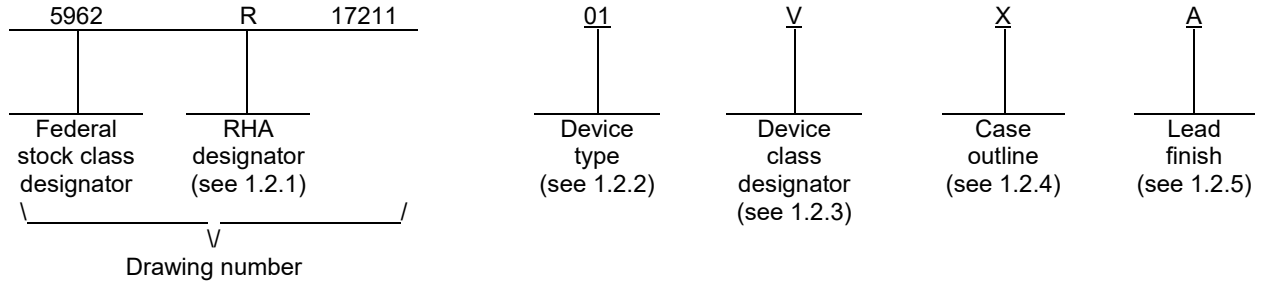 5962 R 17211 01 V X A
Federal stock class designator
RHA designator (see 1.2.1)
Device type (see 1.2.2)
Device class designator (see 1.2.3)
Case outline (see 1.2.4)
Lead finish (see 1.2.5)
Drawing number